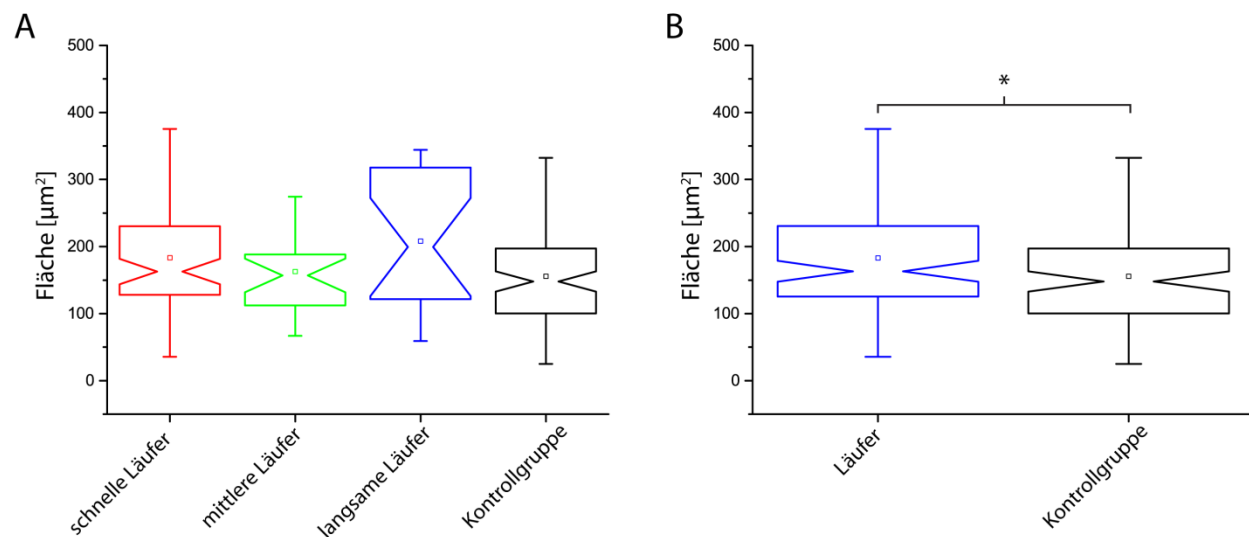 A
Fläche [µm²]
500
400
300
200
100
0
schnelle Läufer
mittlere Läufer
langsame Läufer
Kontrollgruppe
B
Fläche [µm²]
500
400
300
200
100
0
*
Läufer
Kontrollgruppe